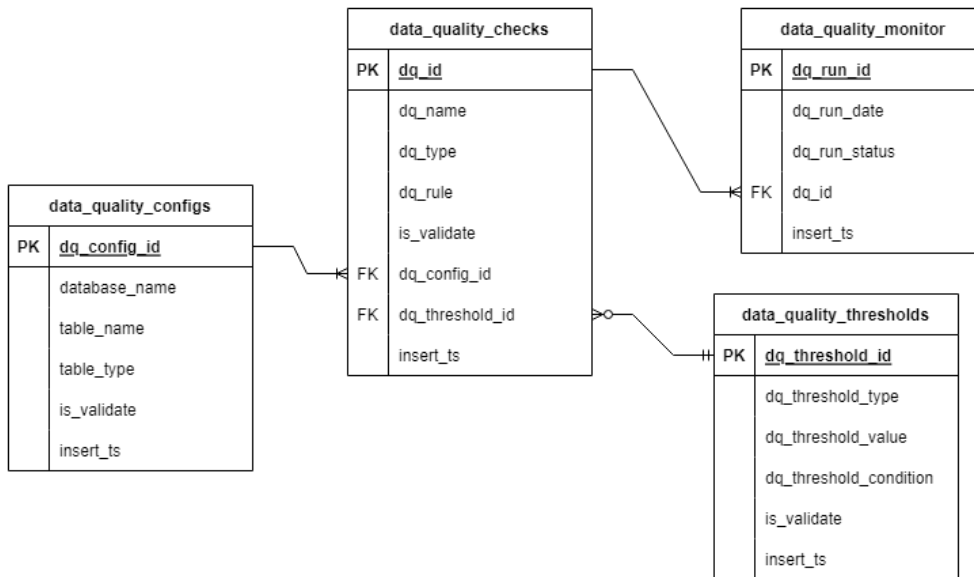 data_quality_checks
PK dq_id
dq_name
dq_type
dq_rule
is_validate
FK dq_config_id
FK dq_threshold_id
insert_ts
data_quality_monitor
PK dq_run_id
dq_run_date
dq_run_status
FK dq_id
insert_ts
data_quality_configs
PK dq_config_id
database_name
table_name
table_type
is_validate
insert_ts
data_quality_thresholds
PK dq_threshold_id
dq_threshold_type
dq_threshold_value
dq_threshold_condition
is_validate
insert_ts